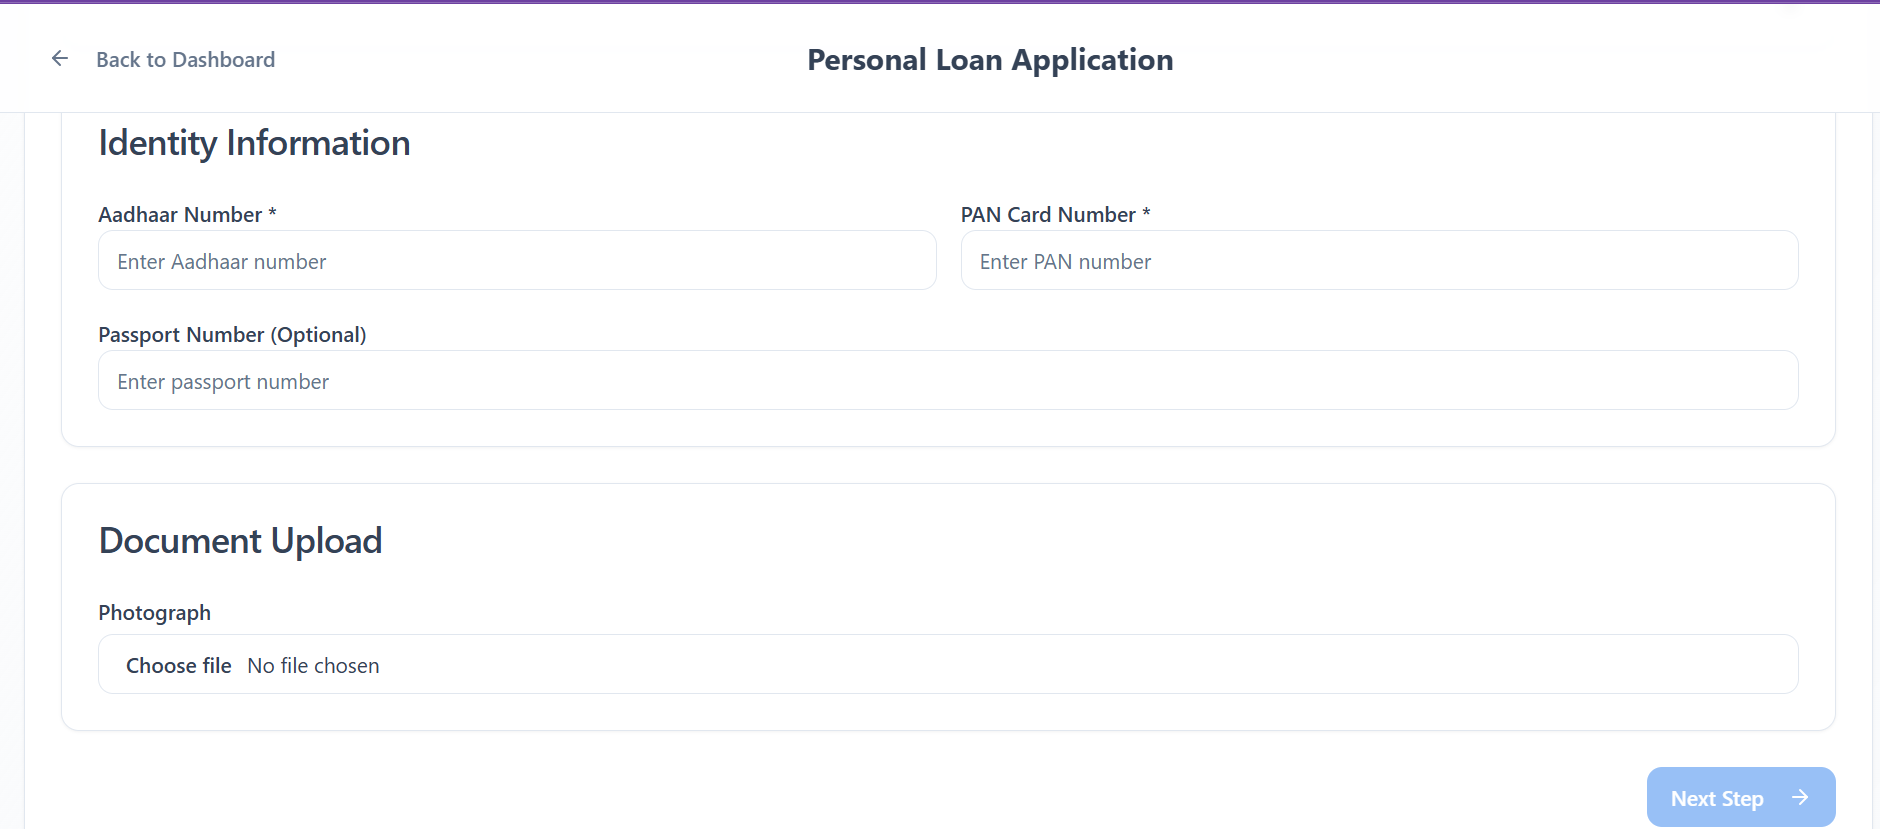 Back to Dashboard
Personal Loan Application
Identity Information
Aadhaar Number *
PAN Card Number *
Enter Aadhaar number
Enter PAN number
Passport Number (Optional)
Enter passport number
Document Upload
Photograph
Choose file No file chosen
Next Step